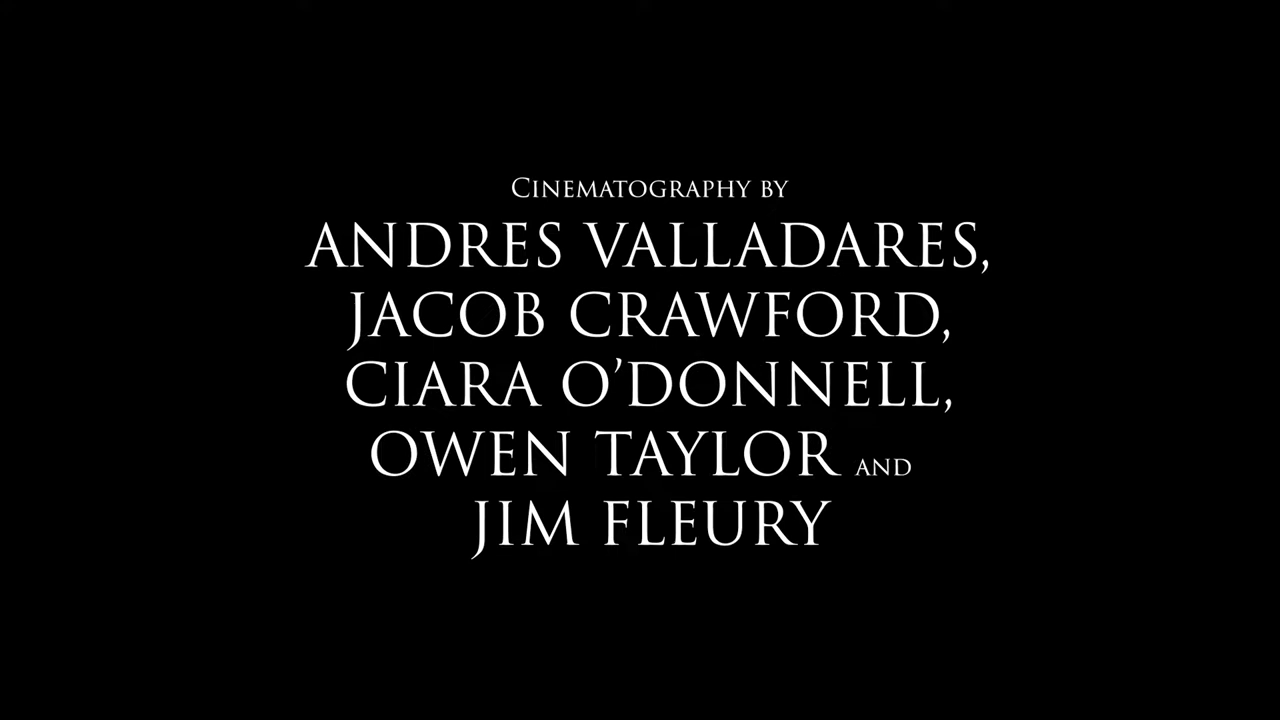 Cinematography by
ANDRES VALLADARES,
JACOB CRAWFORD,
CIARA O’DONNELL,
OWEN TAYLOR AND
JIM FLEURY